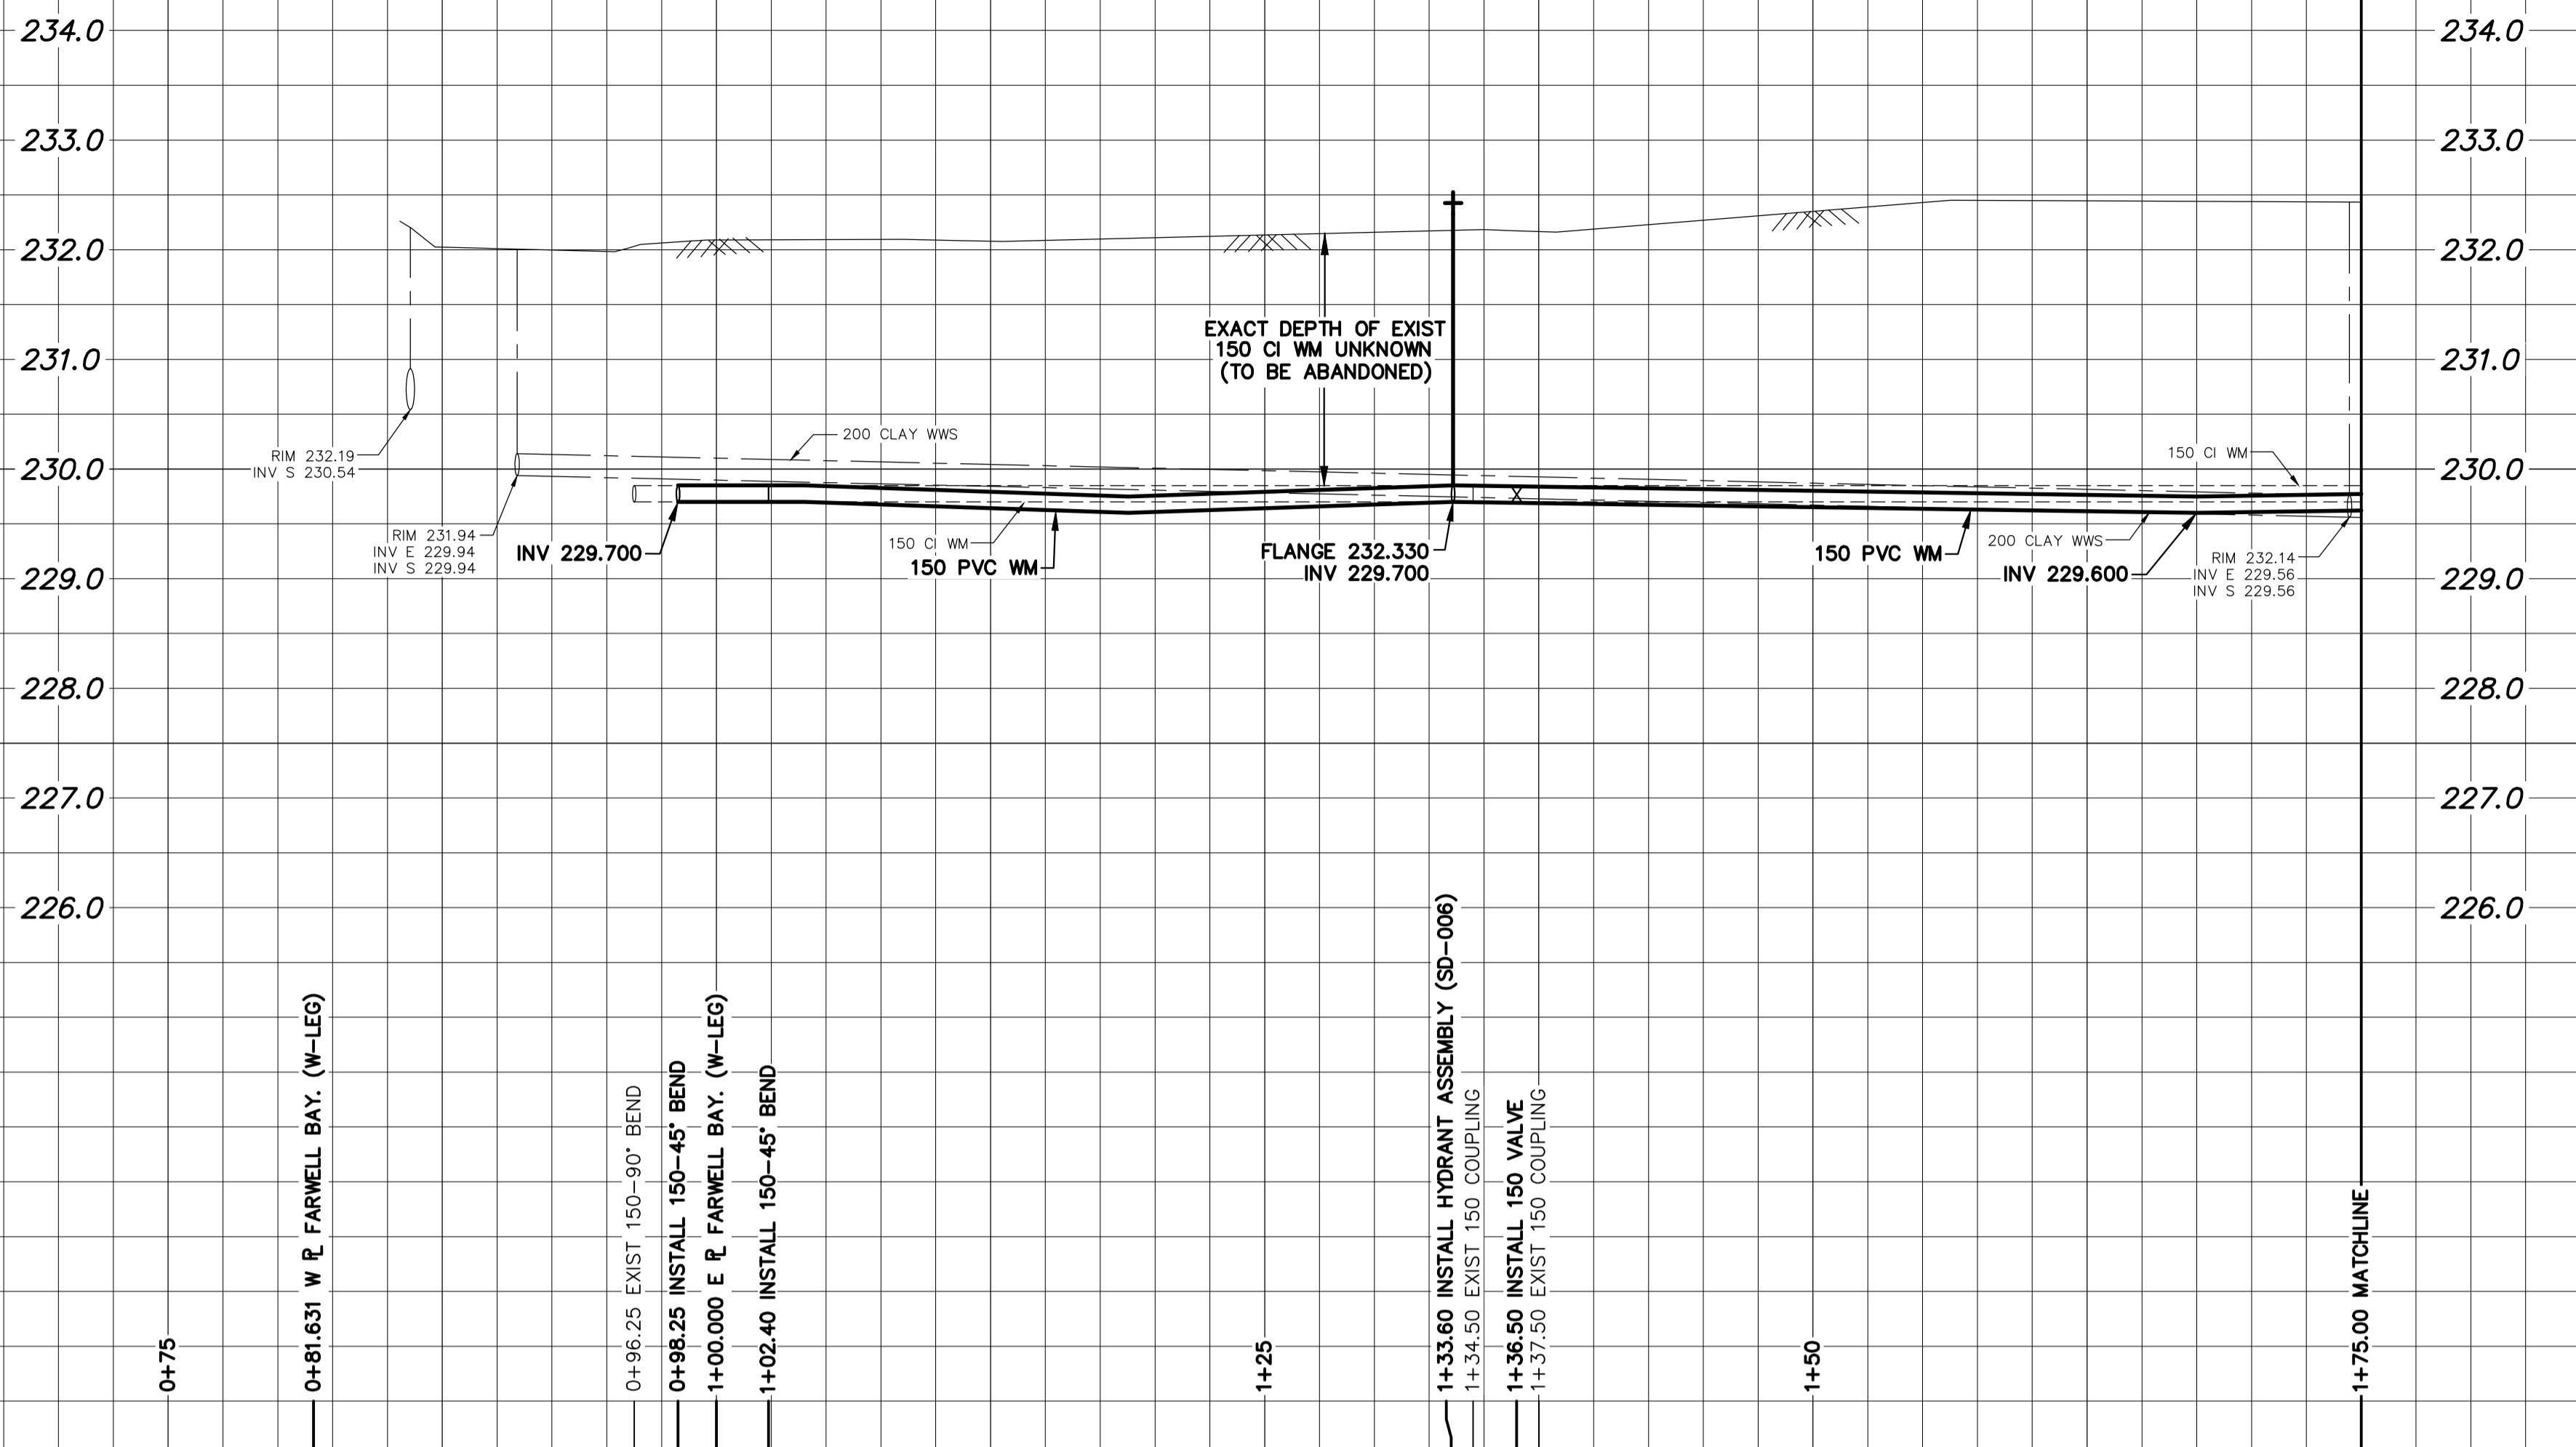 234.0
234.0
233.0
233.0
232.0
232.0
EXACT DEPTH OF EXIST
150 CI WM UNKNOWN
(TO BE ABANDONED)
231.0
231.0
200 CLAY WWS
RIM 232.19
INV S 230.54
150 CI WM
230.0
230.0
RIM 231.94
INV E 229.94
INV S 229.94
INV 229.700
150 CI WM
150 PVC WM
FLANGE 232.330
INV 229.700
150 PVC WM
200 CLAY WWS
INV 229.600
RIM 232.14
INV E 229.56
INV S 229.56
229.0
229.0
228.0
228.0
227.0
227.0
226.0
226.0
0+75
0+81.631 W PL FARWELL BAY. (W-LEG)
0+96.25 EXIST 150-90° BEND
0+98.25 INSTALL 150-45° BEND
1+00.000 E PL FARWELL BAY. (W-LEG)
1+02.40 INSTALL 150-45° BEND
1+25
1+33.60 INSTALL HYDRANT ASSEMBLY (SD-006)
1+34.50 EXIST 150 COUPLING
1+36.50 INSTALL 150 VALVE
1+37.50 EXIST 150 COUPLING
1+50
1+75.00 MATCHLINE